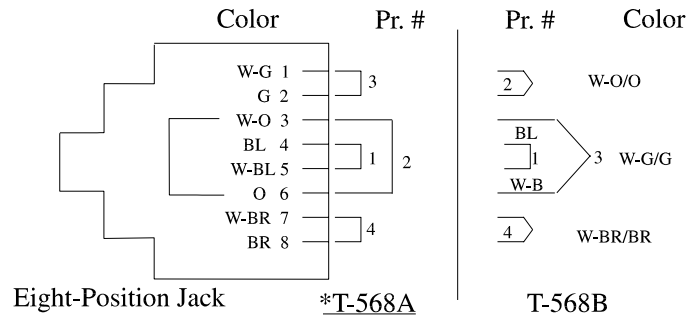 Color Pr. # Pr. # Color
W-G 1
G 2
3
W-O 3
BL 4
W-BL 5
1
2
O 6
W-BR 7
BR 8
4
2 W-O/O
BL
1
W-B
3 W-G/G
4 W-BR/BR
Eight-Position Jack *T-568A T-568B